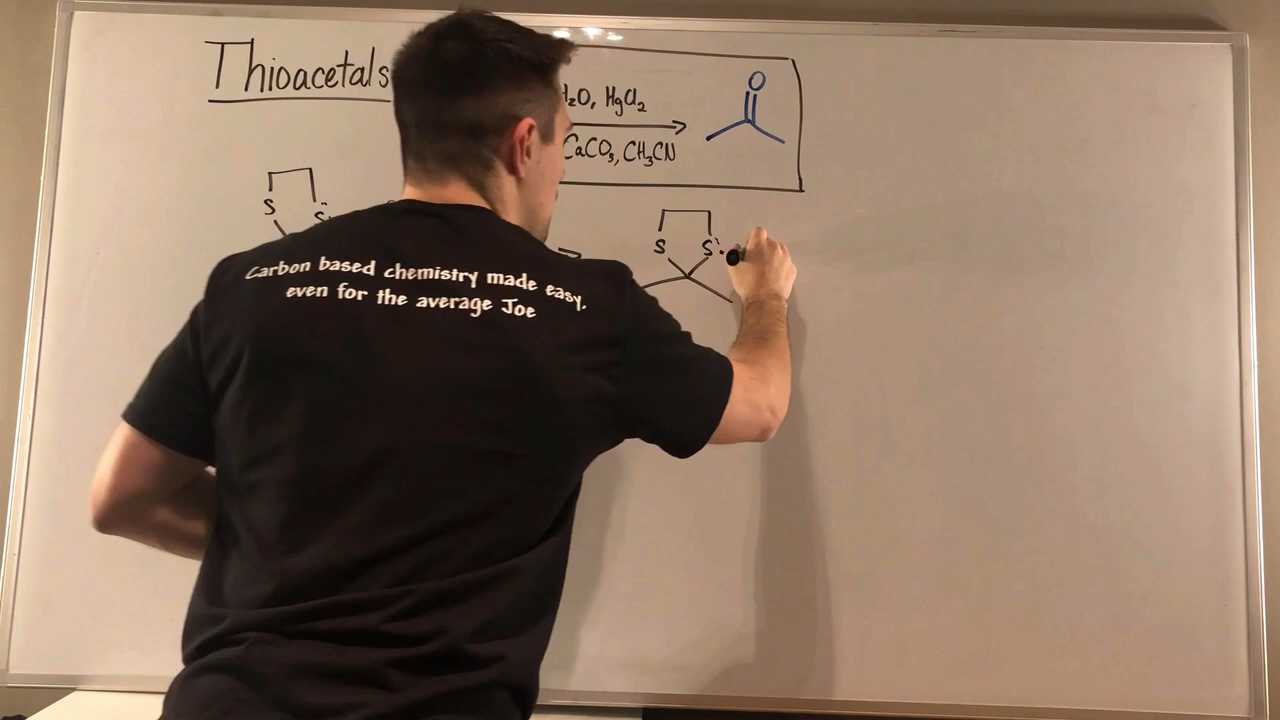 Thioacetals
H₂O, HgCl₂
CaCO₃, CH₃CN
O
S
S
S
S
Carbon based chemistry made easy,
even for the average Joe